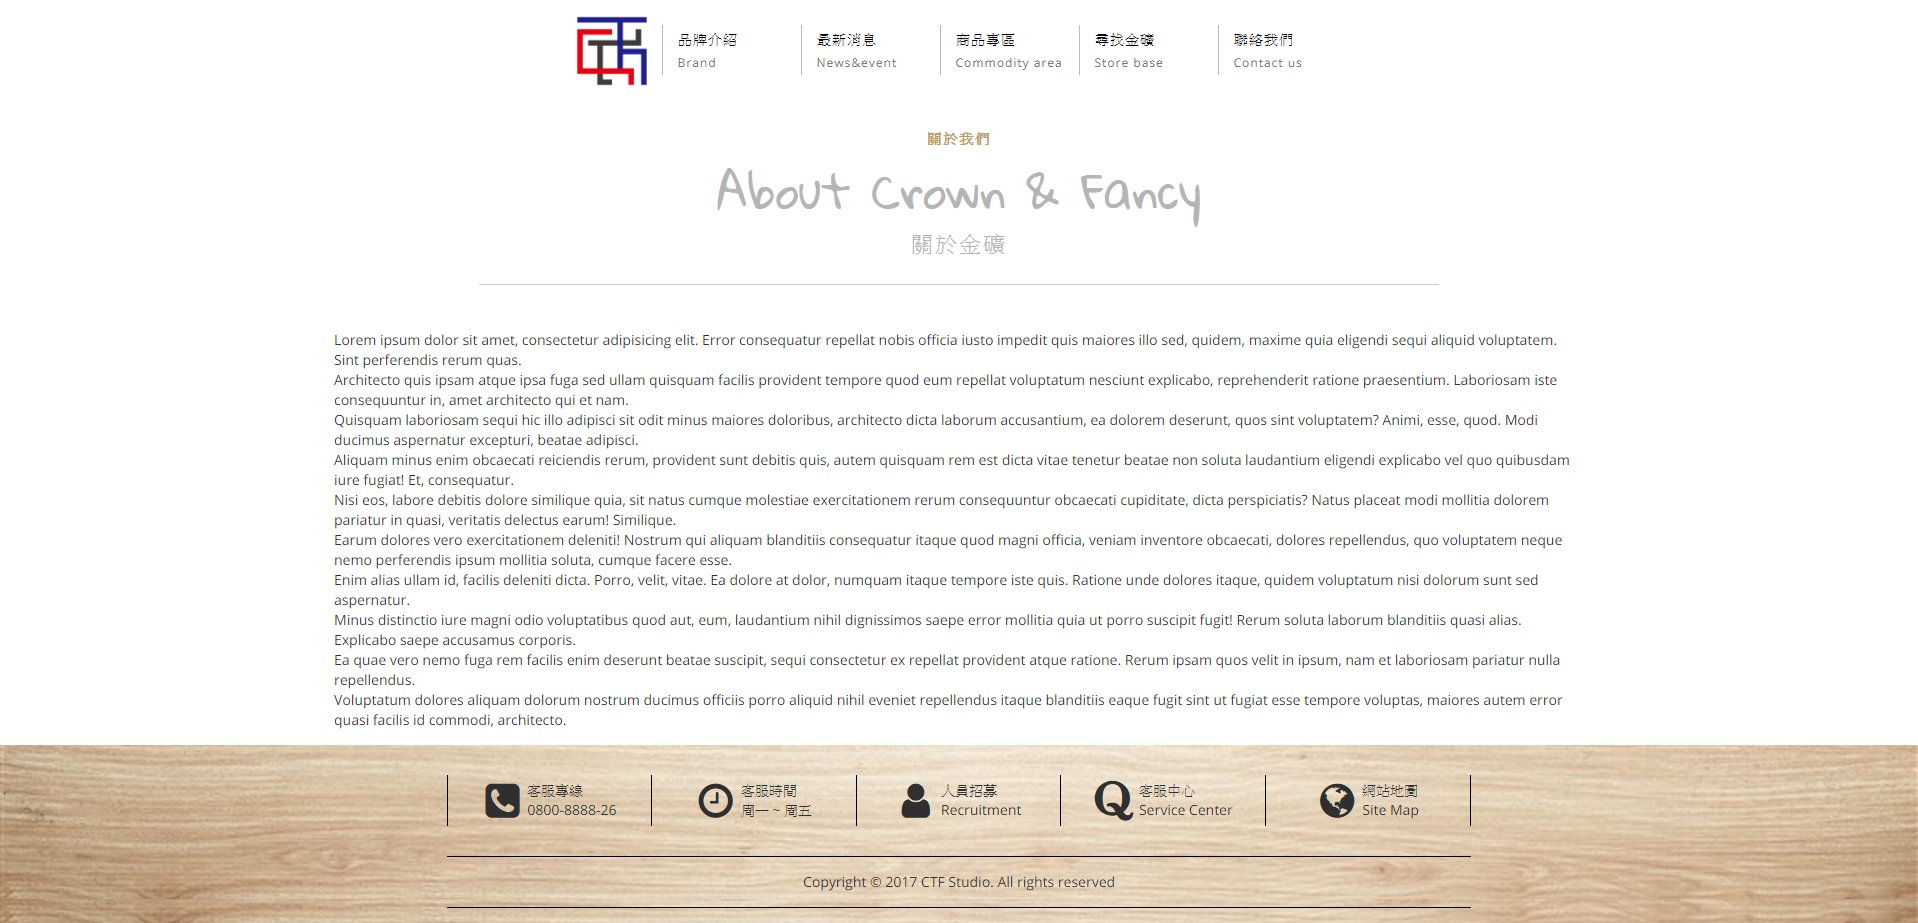 品牌介紹
Brand
最新消息
News&event
商品專區
Commodity area
尋找金礦
Store base
聯絡我們
Contact us
關於我們
About Crown & Fancy
關於金礦
Lorem ipsum dolor sit amet, consectetur adipisicing elit. Error consequatur repellat nobis officia iusto impedit quis maiores illo sed, quidem, maxime quia eligendi sequi aliquid voluptatem.
Sint perferendis rerum quas.
Architecto quis ipsam atque ipsa fuga sed ullam quisquam facilis provident tempore quod eum repellat voluptatum nesciunt explicabo, reprehenderit ratione praesentium. Laboriosam iste
consequuntur in, amet architecto qui et nam.
Quisquam laboriosam sequi hic illo adipisci sit odit minus maiores doloribus, architecto dicta laborum accusantium, ea dolorem deserunt, quos sint voluptatem? Animi, esse, quod. Modi
ducimus aspernatur excepturi, beatae adipisci.
Aliquam minus enim obcaecati reiciendis rerum, provident sunt debitis quis, autem quisquam rem est dicta vitae tenetur beatae non soluta laudantium eligendi explicabo vel quo quibusdam
iure fugiat! Et, consequatur.
Nisi eos, labore debitis dolore similique quia, sit natus cumque molestiae exercitationem rerum consequuntur obcaecati cupiditate, dicta perspiciatis? Natus placeat modi mollitia dolorem
pariatur in quasi, veritatis delectus earum! Similique.
Earum dolores vero exercitationem deleniti! Nostrum qui aliquam blanditiis consequatur itaque quod magni officia, veniam inventore obcaecati, dolores repellendus, quo voluptatem neque
nemo perferendis ipsum mollitia soluta, cumque facere esse.
Enim alias ullam id, facilis deleniti dicta. Porro, velit, vitae. Ea dolore at dolor, numquam itaque tempore iste quis. Ratione unde dolores itaque, quidem voluptatum nisi dolorum sunt sed
aspernatur.
Minus distinctio iure magni odio voluptatibus quod aut, eum, laudantium nihil dignissimos saepe error mollitia quia ut porro suscipit fugit! Rerum soluta laborum blanditiis quasi alias.
Explicabo saepe accusamus corporis.
Ea quae vero nemo fuga rem facilis enim deserunt beatae suscipit, sequi consectetur ex repellat provident atque ratione. Rerum ipsam quos velit in ipsum, nam et laboriosam pariatur nulla
repellendus.
Voluptatum dolores aliquam dolorum nostrum ducimus officiis porro aliquid nihil eveniet repellendus itaque blanditiis eaque fugit sint ut fugiat esse tempore voluptas, maiores autem error
quasi facilis id commodi, architecto.
客服專線
0800-8888-26
客服時間
周一 ~ 周五
人員招募
Recruitment
Q
客服中心
Service Center
網站地圖
Site Map
Copyright © 2017 CTF Studio. All rights reserved